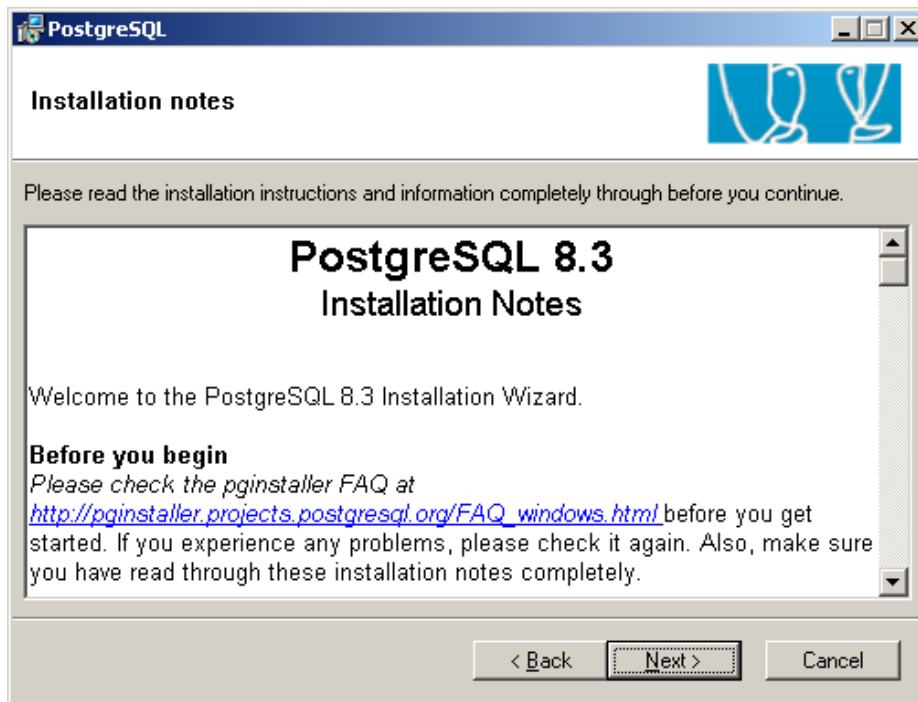 PostgreSQL
Installation notes
Please read the installation instructions and information completely through before you continue.
PostgreSQL 8.3
Installation Notes
Welcome to the PostgreSQL 8.3 Installation Wizard.
Before you begin
Please check the pginstaller FAQ at
http://pginstaller.projects.postgresql.org/FAQ_windows.html before you get
started. If you experience any problems, please check it again. Also, make sure
you have read through these installation notes completely.
< Back
Next >
Cancel